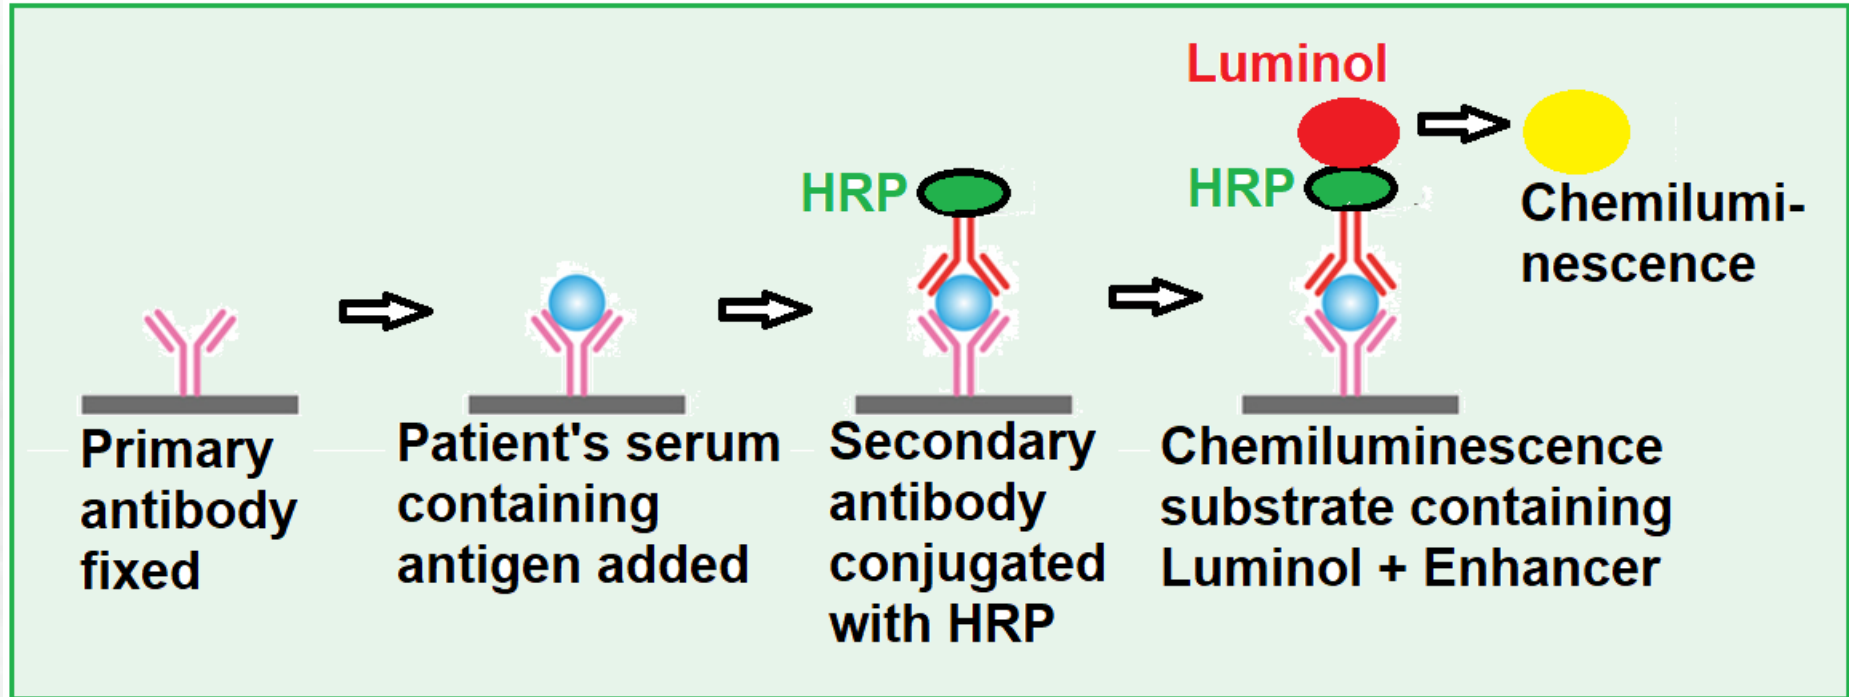 Luminol
HRP
HRP
Chemilumi-
nescence
Primary
antibody
fixed
Patient's serum
containing
antigen added
Secondary
antibody
conjugated
with HRP
Chemiluminescence
substrate containing
Luminol + Enhancer